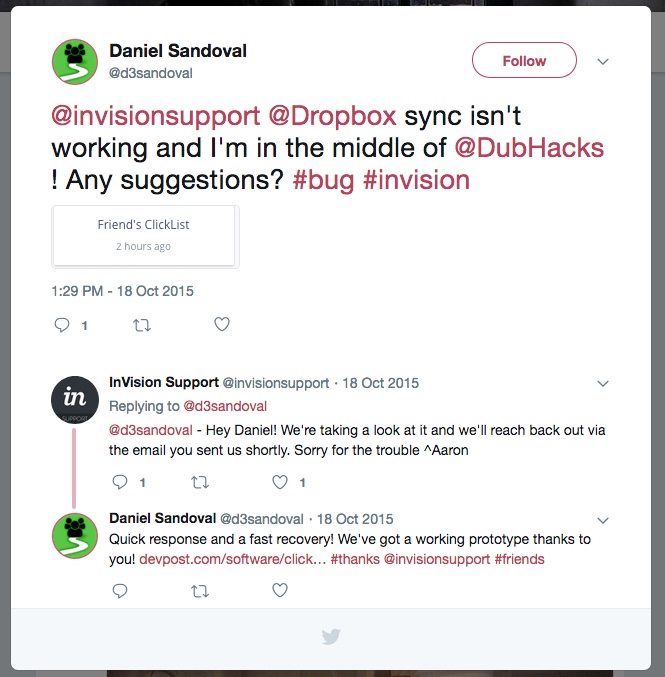 Daniel Sandoval
@d3sandoval
Follow
@invisionsupport @Dropbox sync isn't
working and I'm in the middle of @DubHacks
! Any suggestions? #bug #invision
Friend's ClickList
2 hours ago
1:29 PM - 18 Oct 2015
1
in
SUPPORT
InVision Support @invisionsupport · 18 Oct 2015
Replying to @d3sandoval
@d3sandoval - Hey Daniel! We're taking a look at it and we'll reach back out via
the email you sent us shortly. Sorry for the trouble ^Aaron
1 1
Daniel Sandoval @d3sandoval · 18 Oct 2015
Quick response and a fast recovery! We've got a working prototype thanks to
you! devpost.com/software/click... #thanks @invisionsupport #friends